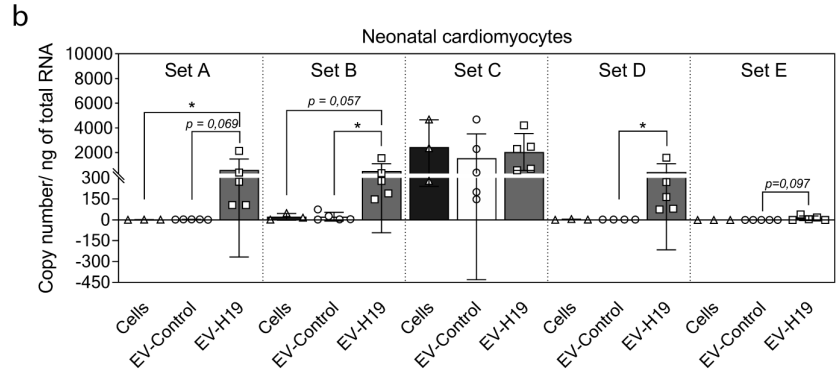 b
Neonatal cardiomyocytes
Copy number/ ng of total RNA
10000
8000
6000
4000
2000
300
150
0
-150
-300
-450
Set A
Set B
Set C
Set D
Set E
*
p = 0,069
p = 0,057
*
*
p=0,097
Cells
EV-Control
EV-H19
Cells
EV-Control
EV-H19
Cells
EV-Control
EV-H19
Cells
EV-Control
EV-H19
Cells
EV-Control
EV-H19